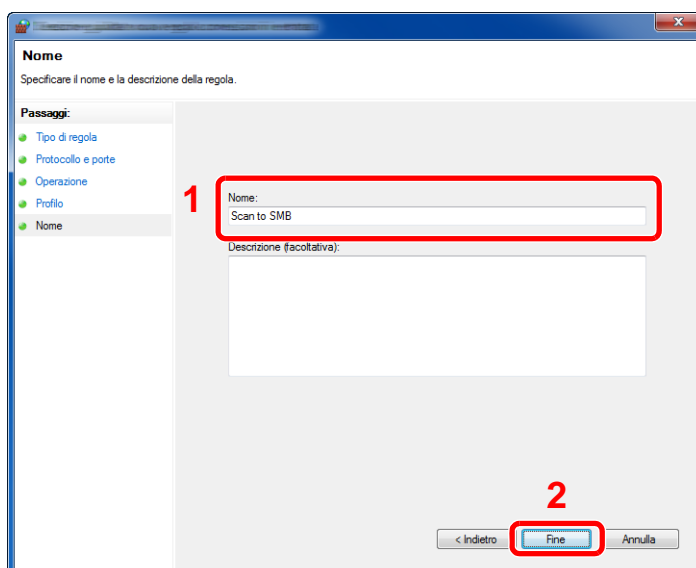 Nome
Specificare il nome e la descrizione della regola.
Passaggi:
Tipo di regola
Protocollo e porte
Operazione
Profilo
Nome
1
Nome:
Scan to SMB
Descrizione (facoltativa):
2
< Indietro
Fine
Annulla